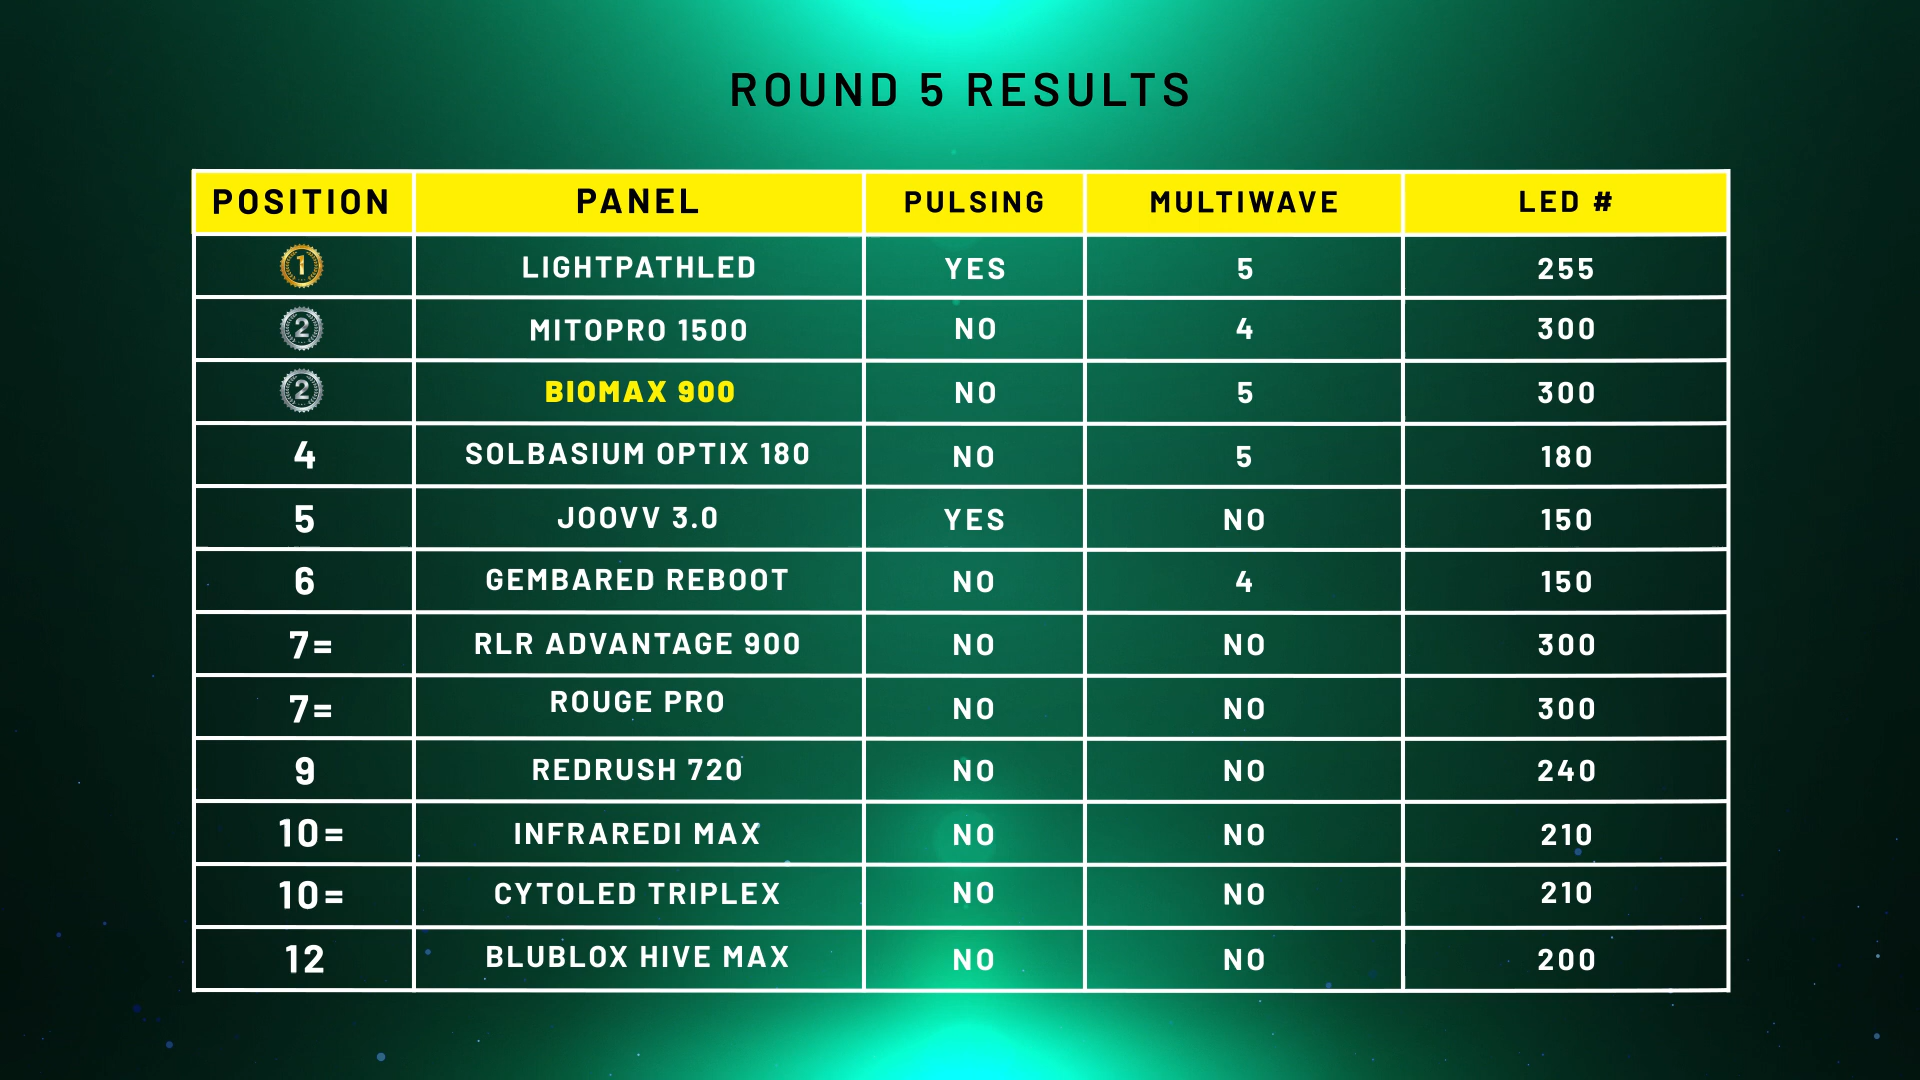 ROUND 5 RESULTS
POSITION PANEL PULSING MULTIWAVE LED #
1 LIGHTPATHLED YES 5 255
2 MITOPRO 1500 NO 4 300
2 BIOMAX 900 NO 5 300
4 SOLBASIUM OPTIX 180 NO 5 180
5 JOOVV 3.0 YES NO 150
6 GEMBARED REBOOT NO 4 150
7= RLR ADVANTAGE 900 NO NO 300
7= ROUGE PRO NO NO 300
9 REDRUSH 720 NO NO 240
10= INFRAREDI MAX NO NO 210
10= CYTOLED TRIPLEX NO NO 210
12 BLUBLOX HIVE MAX NO NO 200